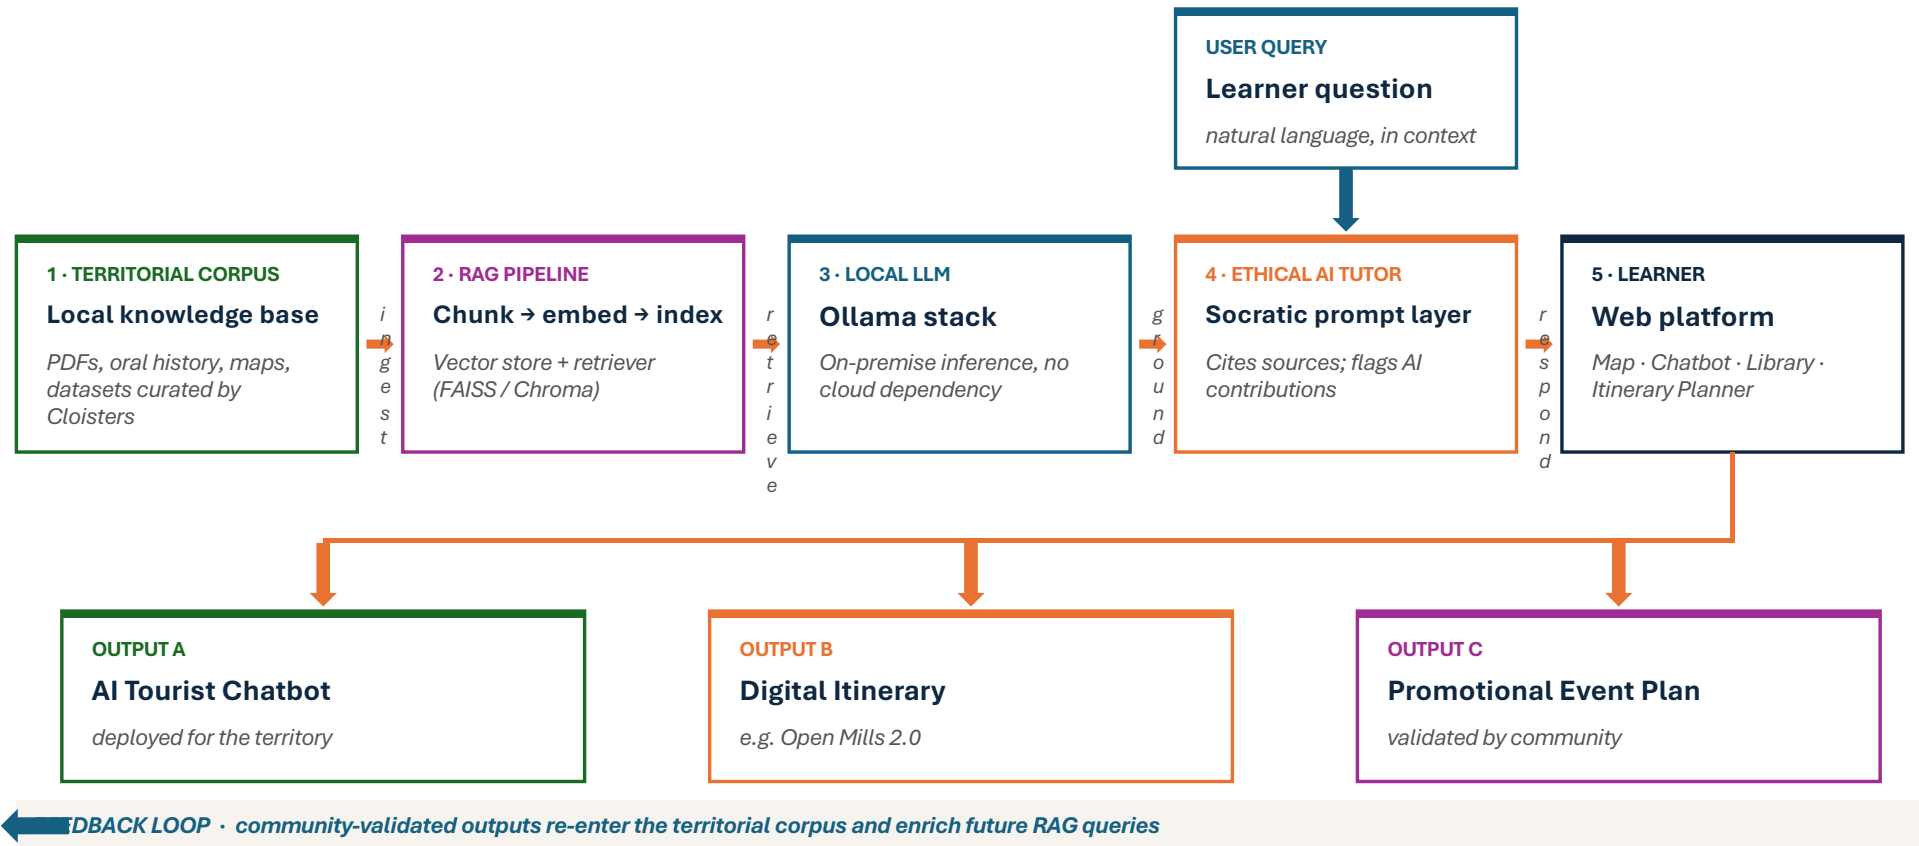 USER QUERY
Learner question
natural language, in context
1 · TERRITORIAL CORPUS
Local knowledge base
PDFs, oral history, maps,
datasets curated by
Cloisters
ingest
2 · RAG PIPELINE
Chunk → embed → index
Vector store + retriever
(FAISS / Chroma)
retrieve
3 · LOCAL LLM
Ollama stack
On-premise inference, no
cloud dependency
ground
4 · ETHICAL AI TUTOR
Socratic prompt layer
Cites sources; flags AI
contributions
respond
5 · LEARNER
Web platform
Map · Chatbot · Library ·
Itinerary Planner
OUTPUT A
AI Tourist Chatbot
deployed for the territory
OUTPUT B
Digital Itinerary
e.g. Open Mills 2.0
OUTPUT C
Promotional Event Plan
validated by community
FEEDBACK LOOP · community-validated outputs re-enter the territorial corpus and enrich future RAG queries